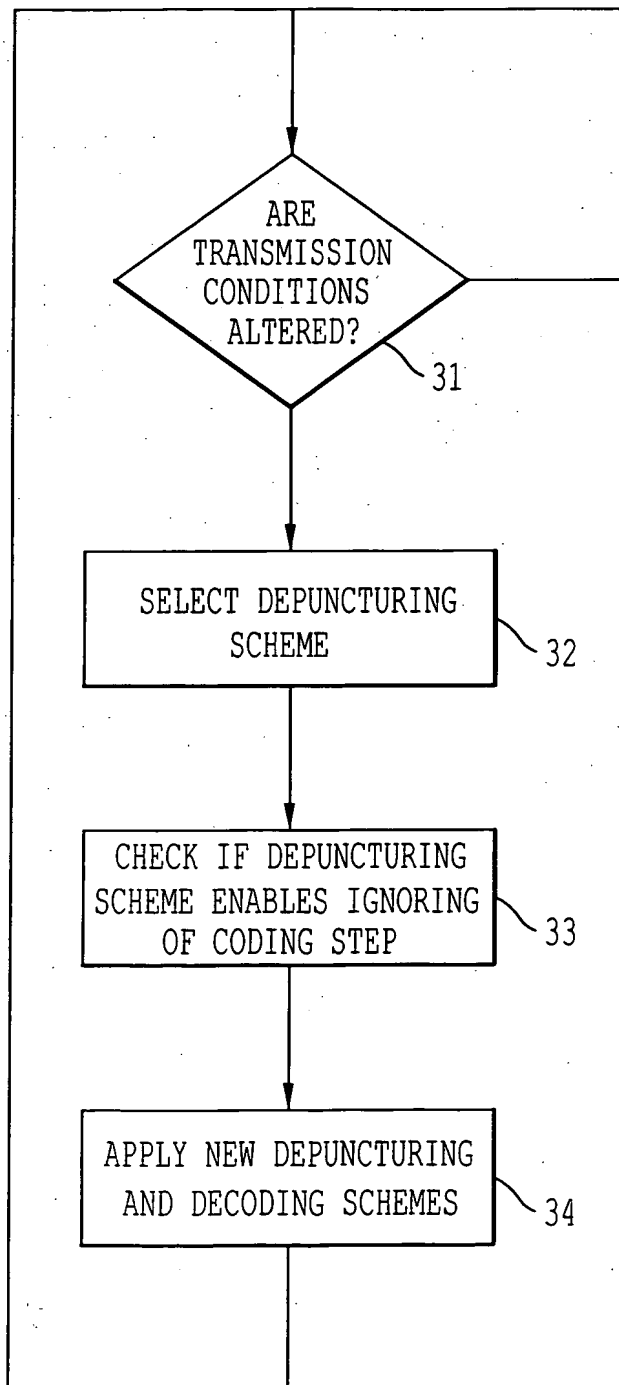 ARE
TRANSMISSION
CONDITIONS
ALTERED?
31
SELECT DEPUNCTURING
SCHEME
32
CHECK IF DEPUNCTURING
SCHEME ENABLES IGNORING
OF CODING STEP
33
APPLY NEW DEPUNCTURING
AND DECODING SCHEMES
34